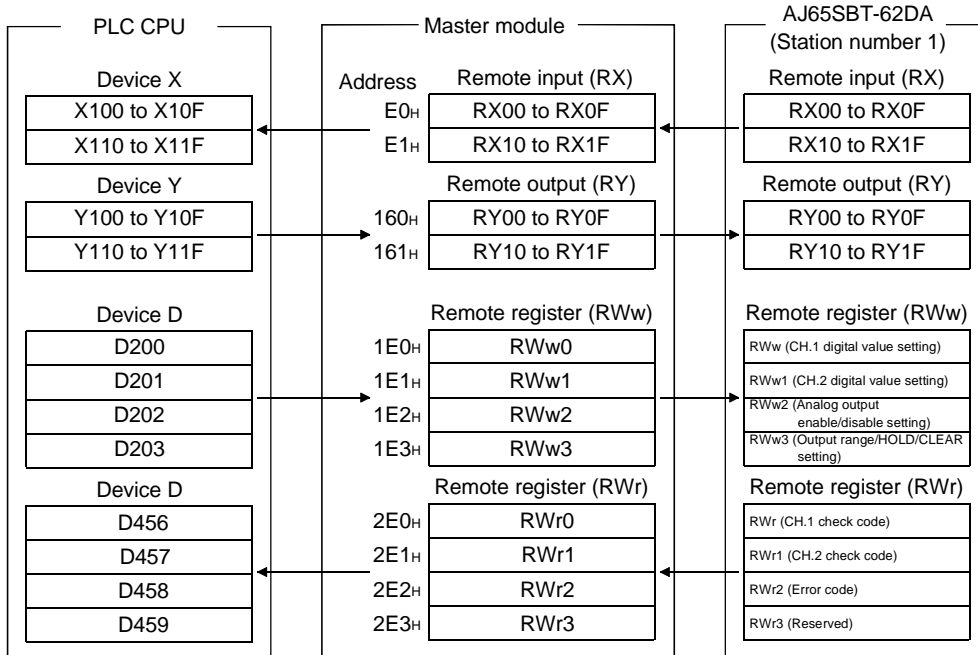 PLC CPU
Master module
AJ65SBT-62DA
(Station number 1)
Device X
Address
Remote input (RX)
Remote input (RX)
X100 to X10F
E0H
RX00 to RX0F
RX00 to RX0F
X110 to X11F
E1H
RX10 to RX1F
RX10 to RX1F
Device Y
Remote output (RY)
Remote output (RY)
Y100 to Y10F
160H
RY00 to RY0F
RY00 to RY0F
Y110 to Y11F
161H
RY10 to RY1F
RY10 to RY1F
Device D
Remote register (RWw)
Remote register (RWw)
D200
1E0H
RWw0
RWw (CH.1 digital value setting)
D201
1E1H
RWw1
RWw1 (CH.2 digital value setting)
D202
1E2H
RWw2
RWw2 (Analog output
enable/disable setting)
D203
1E3H
RWw3
RWw3 (Output range/HOLD/CLEAR
setting)
Device D
Remote register (RWr)
Remote register (RWr)
D456
2E0H
RWr0
RWr (CH.1 check code)
D457
2E1H
RWr1
RWr1 (CH.2 check code)
D458
2E2H
RWr2
RWr2 (Error code)
D459
2E3H
RWr3
RWr3 (Reserved)